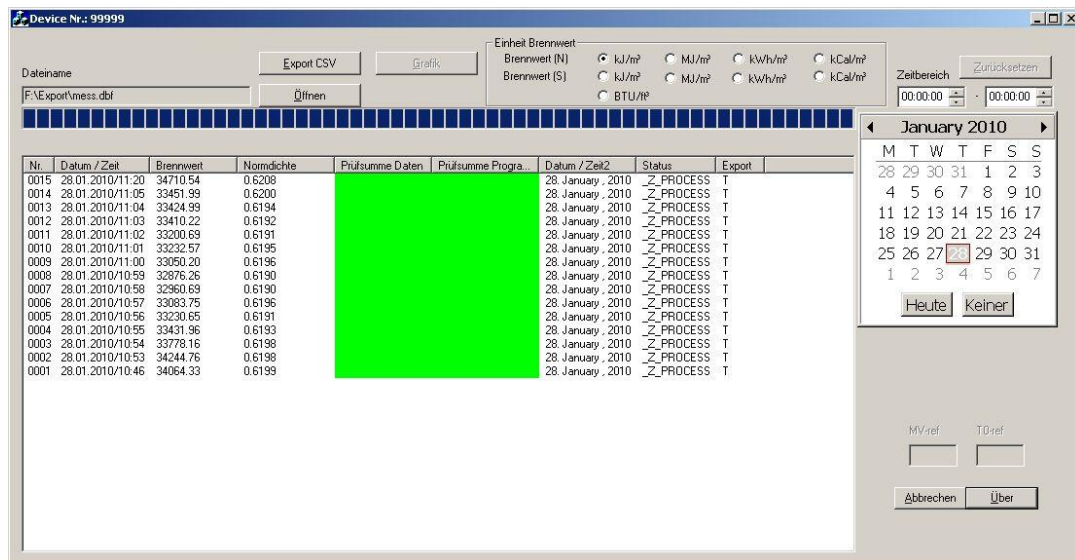 Device Nr.: 99999
Einheit Brennwert
Export CSV Grafik Brennwert (N) kJ/m³ MJ/m³ kWh/m³ kCal/m³
Dateiname Brennwert (S) kJ/m³ MJ/m³ kWh/m³ kCal/m³ Zeitbereich Zurücksetzen
F:\Export\mess.dbf Öffnen BTU/ft³ 00:00:00 - 00:00:00
January 2010
M T W T F S S
28 29 30 31 1 2 3
4 5 6 7 8 9 10
11 12 13 14 15 16 17
18 19 20 21 22 23 24
25 26 27 28 29 30 31
1 2 3 4 5 6 7
Heute Keiner
Nr. Datum / Zeit Brennwert Normdichte Prüfsumme Daten Prüfsumme Progra... Datum / Zeit2 Status Export
0015 28.01.2010/11:20 34710.54 0.6208 28. January , 2010 _Z_PROCESS T
0014 28.01.2010/11:05 33451.99 0.6200 28. January , 2010 _Z_PROCESS T
0013 28.01.2010/11:04 33424.99 0.6194 28. January , 2010 _Z_PROCESS T
0012 28.01.2010/11:03 33410.22 0.6192 28. January , 2010 _Z_PROCESS T
0011 28.01.2010/11:02 33200.69 0.6191 28. January , 2010 _Z_PROCESS T
0010 28.01.2010/11:01 33232.57 0.6195 28. January , 2010 _Z_PROCESS T
0009 28.01.2010/11:00 33050.20 0.6196 28. January , 2010 _Z_PROCESS T
0008 28.01.2010/10:59 32876.26 0.6190 28. January , 2010 _Z_PROCESS T
0007 28.01.2010/10:58 32960.69 0.6190 28. January , 2010 _Z_PROCESS T
0006 28.01.2010/10:57 33083.75 0.6196 28. January , 2010 _Z_PROCESS T
0005 28.01.2010/10:56 33230.65 0.6191 28. January , 2010 _Z_PROCESS T
0004 28.01.2010/10:55 33431.96 0.6193 28. January , 2010 _Z_PROCESS T
0003 28.01.2010/10:54 33778.16 0.6198 28. January , 2010 _Z_PROCESS T
0002 28.01.2010/10:53 34244.76 0.6198 28. January , 2010 _Z_PROCESS T
0001 28.01.2010/10:46 34064.33 0.6199 28. January , 2010 _Z_PROCESS T
MV-ref T0-ref
Abbrechen Über